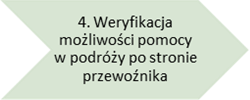 4. Weryfikacja
możliwości pomocy
w podróży po stronie
przewoźnika